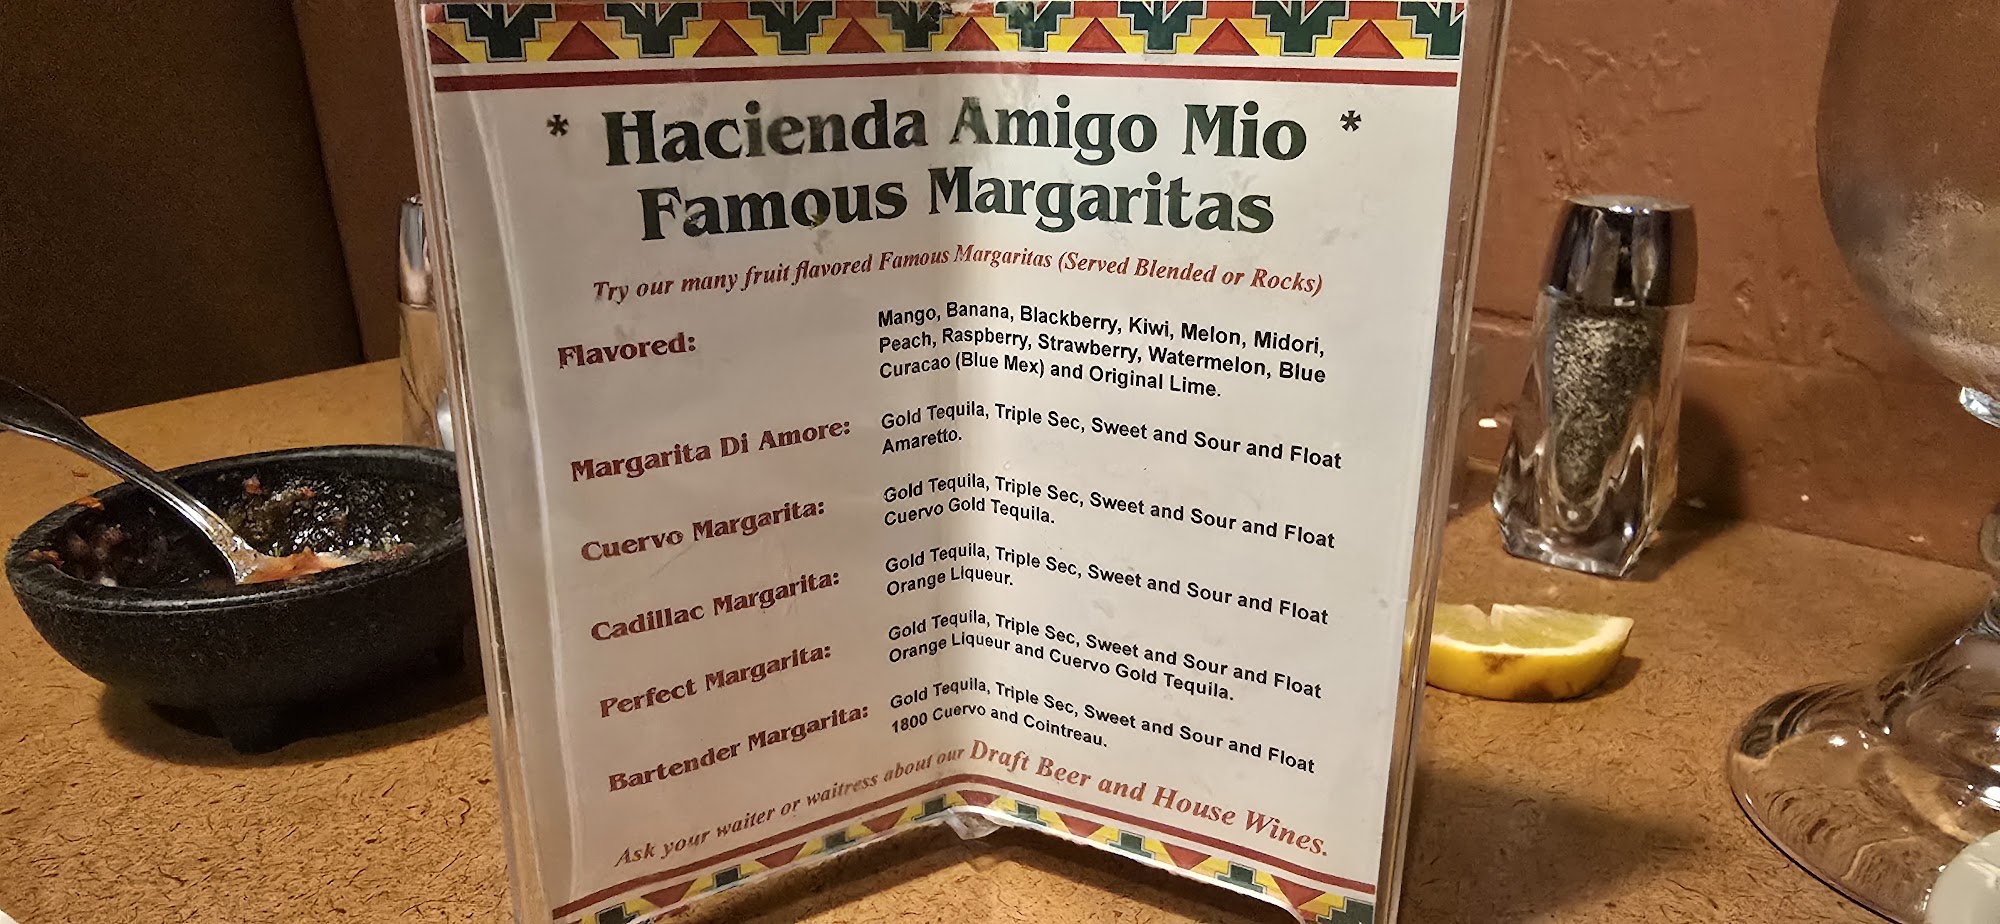 * Hacienda Amigo Mio *
Famous Margaritas
Try our many fruit flavored Famous Margaritas (Served Blended or Rocks)
Flavored:
Mango, Banana, Blackberry, Kiwi, Melon, Midori,
Peach, Raspberry, Strawberry, Watermelon, Blue
Curacao (Blue Mex) and Original Lime.
Margarita Di Amore:
Gold Tequila, Triple Sec, Sweet and Sour and Float
Amaretto.
Cuervo Margarita:
Gold Tequila, Triple Sec, Sweet and Sour and Float
Cuervo Gold Tequila.
Cadillac Margarita:
Gold Tequila, Triple Sec, Sweet and Sour and Float
Orange Liqueur.
Perfect Margarita:
Gold Tequila, Triple Sec, Sweet and Sour and Float
Orange Liqueur and Cuervo Gold Tequila.
Bartender Margarita:
Gold Tequila, Triple Sec, Sweet and Sour and Float
1800 Cuervo and Cointreau.
Ask your waiter or waitress about our Draft Beer and House Wines.